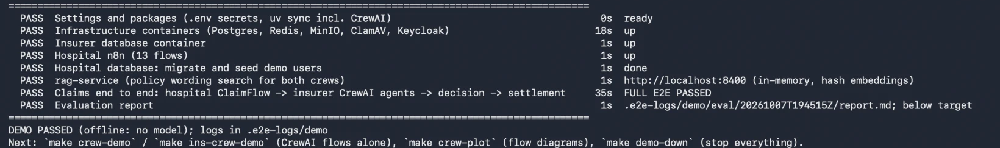 ====================================================================================================
PASS  Settings and packages (.env secrets, uv sync incl. CrewAI)  0s  ready
PASS  Infrastructure containers (Postgres, Redis, MinIO, ClamAV, Keycloak)  18s  up
PASS  Insurer database container  1s  up
PASS  Hospital n8n (13 flows)  1s  up
PASS  Hospital database: migrate and seed demo users  1s  done
PASS  rag-service (policy wording search for both crews)  1s  http://localhost:8400 (in-memory, hash embeddings)
PASS  Claims end to end: hospital ClaimFlow -> insurer CrewAI agents -> decision -> settlement  35s  FULL E2E PASSED
PASS  Evaluation report  1s  .e2e-logs/demo/eval/20261007T194515Z/report.md; below target
====================================================================================================
DEMO PASSED (offline: no model); logs in .e2e-logs/demo
Next: `make crew-demo` / `make ins-crew-demo` (CrewAI flows alone), `make crew-plot` (flow diagrams), `make demo-down` (stop everything).